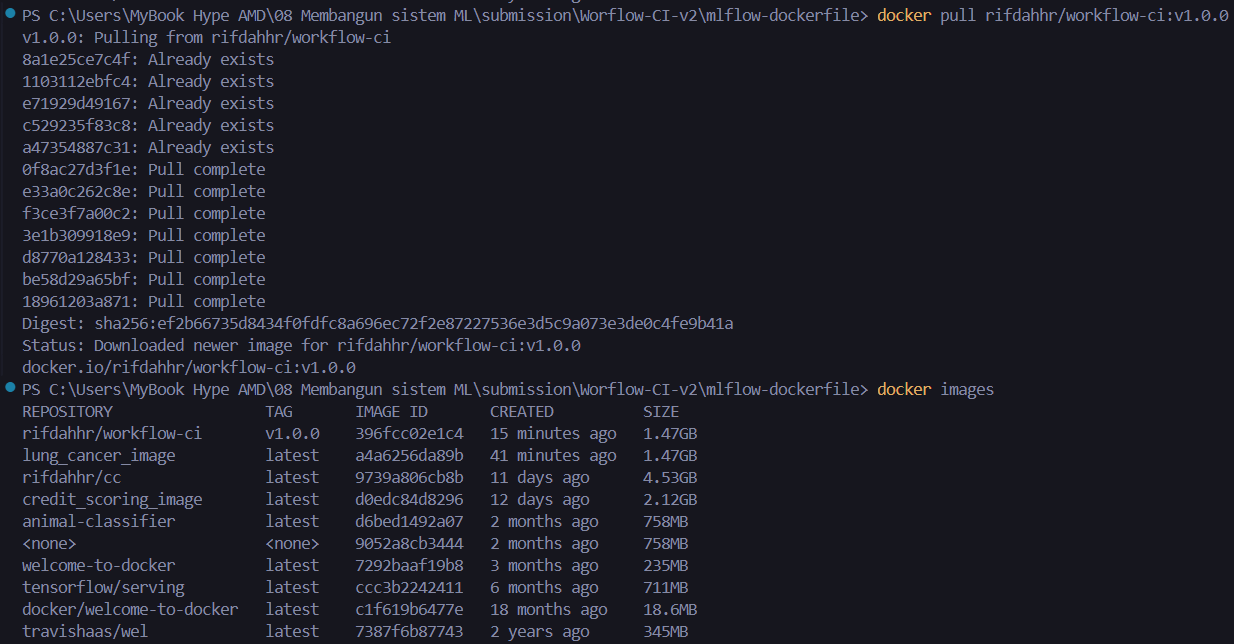 PS C:\Users\MyBook Hype AMD\08 Membangun sistem ML\submission\Worflow-CI-v2\mlflow-dockerfile> docker pull rifdahhr/workflow-ci:v1.0.0
v1.0.0: Pulling from rifdahhr/workflow-ci
8a1e25ce7c4f: Already exists
1103112ebfc4: Already exists
e71929d49167: Already exists
c529235f83c8: Already exists
a47354887c31: Already exists
0f8ac27d3f1e: Pull complete
e33a0c262c8e: Pull complete
f3ce3f7a00c2: Pull complete
3e1b309918e9: Pull complete
d8770a128433: Pull complete
be58d29a65bf: Pull complete
18961203a871: Pull complete
Digest: sha256:ef2b66735d8434f0fdfc8a696ec72f2e87227536e3d5c9a073e3de0c4fe9b41a
Status: Downloaded newer image for rifdahhr/workflow-ci:v1.0.0
docker.io/rifdahhr/workflow-ci:v1.0.0
PS C:\Users\MyBook Hype AMD\08 Membangun sistem ML\submission\Worflow-CI-v2\mlflow-dockerfile> docker images
REPOSITORY TAG IMAGE ID CREATED SIZE
rifdahhr/workflow-ci v1.0.0 396fcc02e1c4 15 minutes ago 1.47GB
lung_cancer_image latest a4a6256da89b 41 minutes ago 1.47GB
rifdahhr/cc latest 9739a806cb8b 11 days ago 4.53GB
credit_scoring_image latest d0edc84d8296 12 days ago 2.12GB
animal-classifier latest d6bed1492a07 2 months ago 758MB
<none> <none> 9052a8cb3444 2 months ago 758MB
welcome-to-docker latest 7292baaf19b8 3 months ago 235MB
tensorflow/serving latest ccc3b2242411 6 months ago 711MB
docker/welcome-to-docker latest c1f619b6477e 18 months ago 18.6MB
travishaas/wel latest 7387f6b87743 2 years ago 345MB